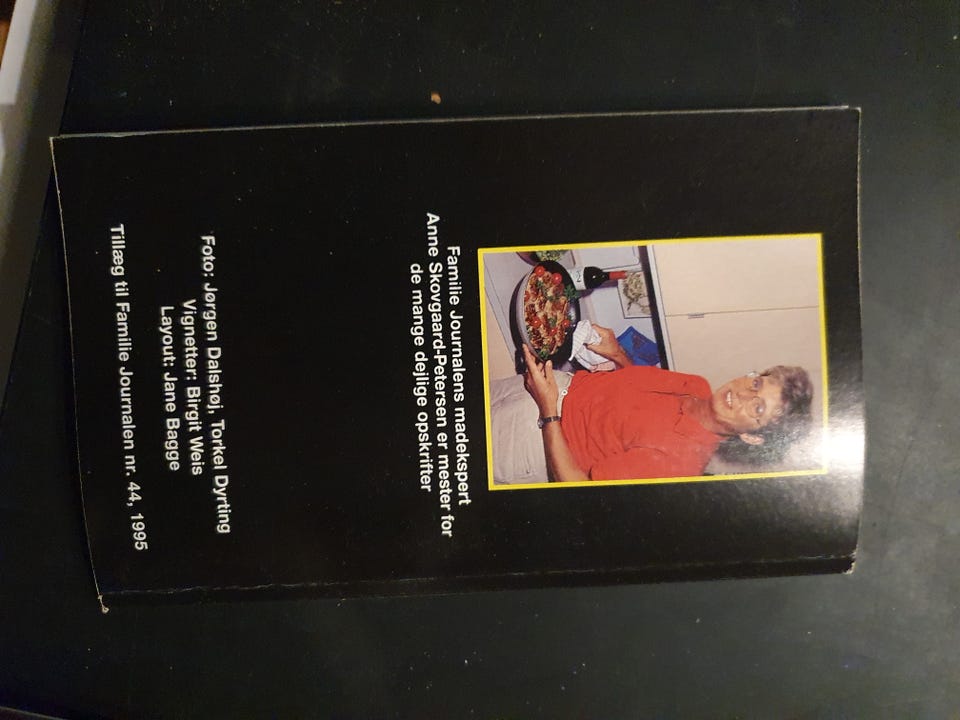 Familie Journalens madekspert
Anne Skovgaard-Petersen er mester for
de mange dejlige opskrifter
Foto: Jørgen Dalshøj, Torkel Dyrting
Vignetter: Birgit Weis
Layout: Jane Bagge
Tillæg til Familie Journalen nr. 44, 1995